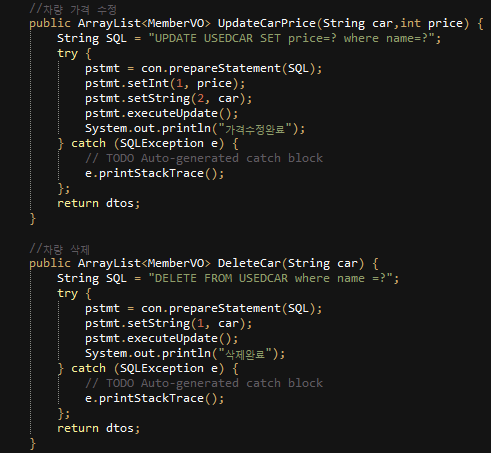 //차량 가격 수정
public ArrayList<MemberVO> UpdateCarPrice(String car,int price) {
String SQL = "UPDATE USEDCAR SET price=? where name=?";
try {
pstmt = con.prepareStatement(SQL);
pstmt.setInt(1, price);
pstmt.setString(2, car);
pstmt.executeUpdate();
System.out.println("가격수정완료");
} catch (SQLException e) {
// TODO Auto-generated catch block
e.printStackTrace();
};
return dtos;
}
//차량 삭제
public ArrayList<MemberVO> DeleteCar(String car) {
String SQL = "DELETE FROM USEDCAR where name =?";
try {
pstmt = con.prepareStatement(SQL);
pstmt.setString(1, car);
pstmt.executeUpdate();
System.out.println("삭제완료");
} catch (SQLException e) {
// TODO Auto-generated catch block
e.printStackTrace();
};
return dtos;
}